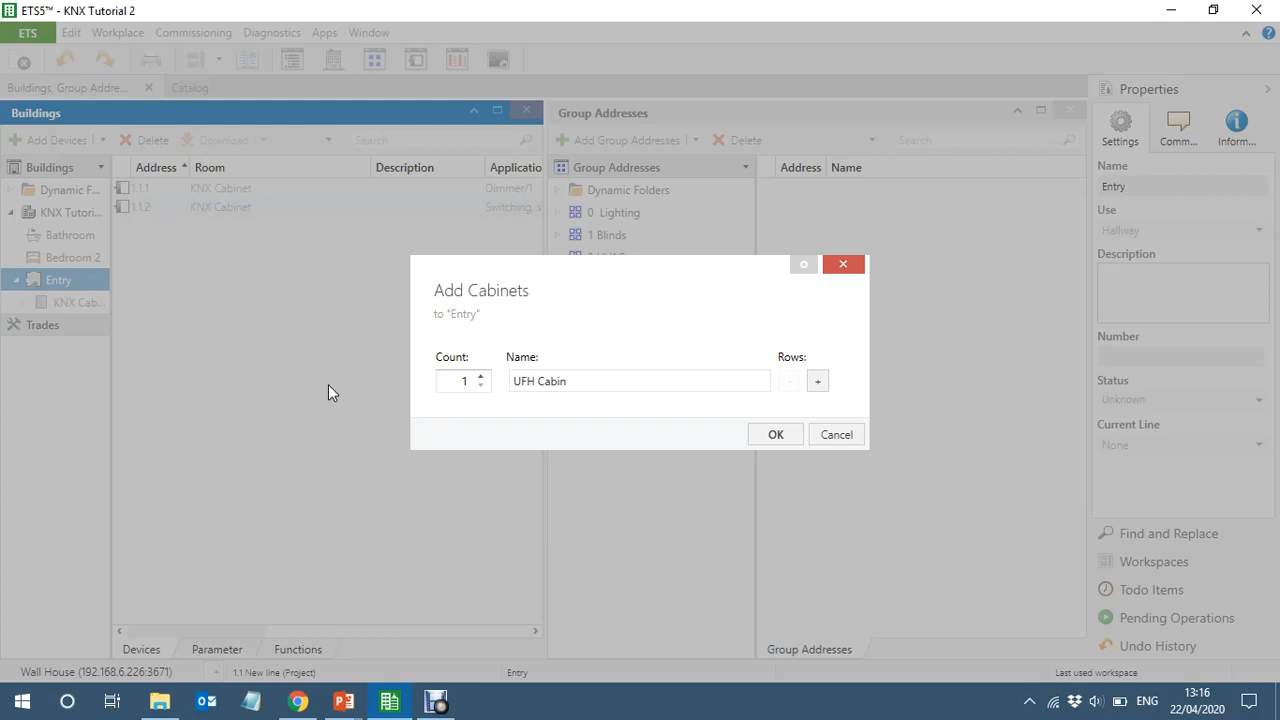 ETS5™ - KNX Tutorial 2
ETS Edit Workplace Commissioning Diagnostics Apps Window
Buildings, Group Addre... Catalog
Buildings
Add Devices Delete Download Search
Buildings Address Room Description Applicatio
Dynamic F... 1.1.1 KNX Cabinet Dimmer/1
KNX Tutori... 1.1.2 KNX Cabinet Switching, s
Bathroom
Bedroom 2
Entry
KNX Cab...
Trades
Group Addresses
Add Group Addresses Delete Search
Group Addresses Address Name
Dynamic Folders
0 Lighting
1 Blinds
Add Cabinets
to "Entry"
Count: Name: Rows:
1 UFH Cabin - +
OK Cancel
Properties
Settings Comm... Inform...
Name
Entry
Use
Hallway
Description
Number
Status
Unknown
Current Line
None
Find and Replace
Workspaces
Todo Items
Pending Operations
Undo History
Devices Parameter Functions Group Addresses
Wall House (192.168.6.226:3671) 1.1 New line (Project) Entry Last used workspace
ENG 13:16
22/04/2020